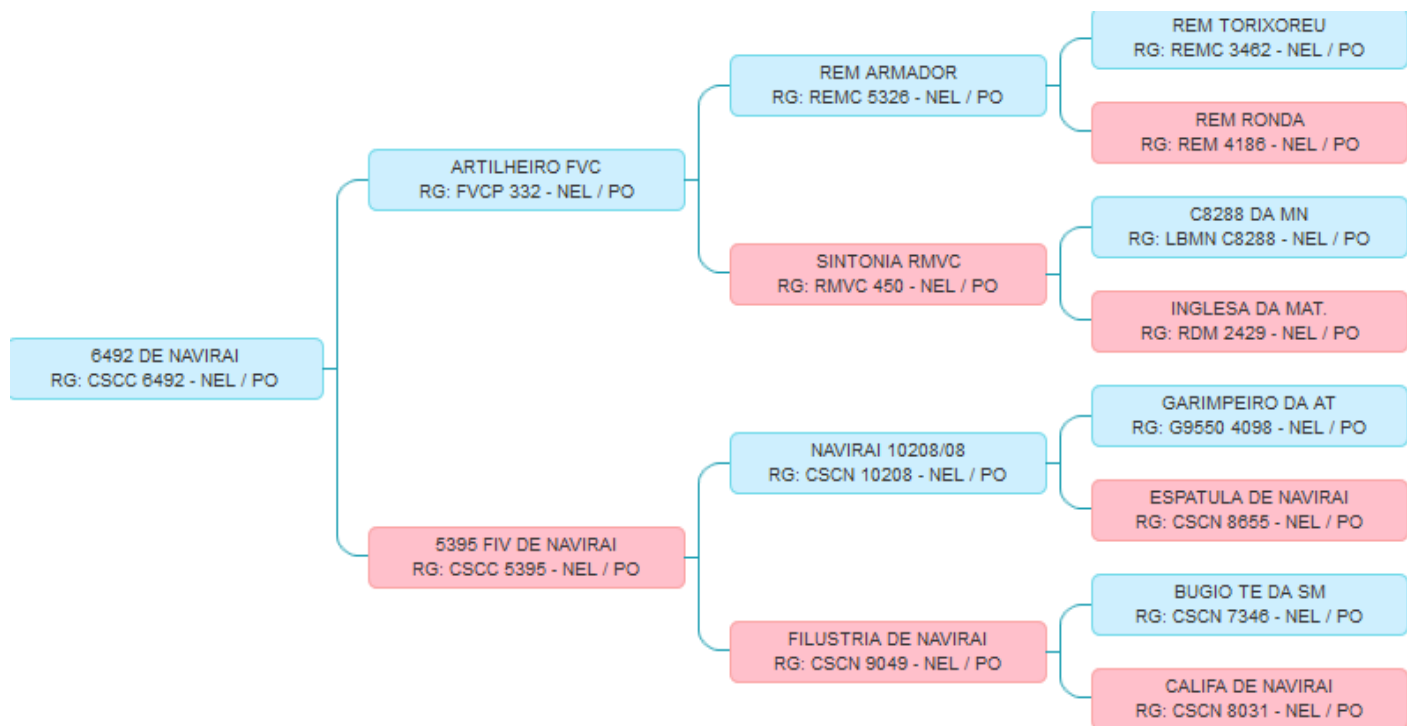 REM TORIXOREU
RG: REMC 3462 - NEL / PO
REM ARMADOR
RG: REMC 5326 - NEL / PO
REM RONDA
RG: REM 4186 - NEL / PO
ARTILHEIRO FVC
RG: FVCP 332 - NEL / PO
C8288 DA MN
RG: LBMN C8288 - NEL / PO
SINTONIA RMVC
RG: RMVC 450 - NEL / PO
INGLESA DA MAT.
RG: RDM 2429 - NEL / PO
6492 DE NAVIRAI
RG: CSCC 6492 - NEL / PO
GARIMPEIRO DA AT
RG: G9550 4098 - NEL / PO
NAVIRAI 10208/08
RG: CSCN 10208 - NEL / PO
ESPATULA DE NAVIRAI
RG: CSCN 8655 - NEL / PO
5395 FIV DE NAVIRAI
RG: CSCC 5395 - NEL / PO
BUGIO TE DA SM
RG: CSCN 7346 - NEL / PO
FILUSTRIA DE NAVIRAI
RG: CSCN 9049 - NEL / PO
CALIFA DE NAVIRAI
RG: CSCN 8031 - NEL / PO